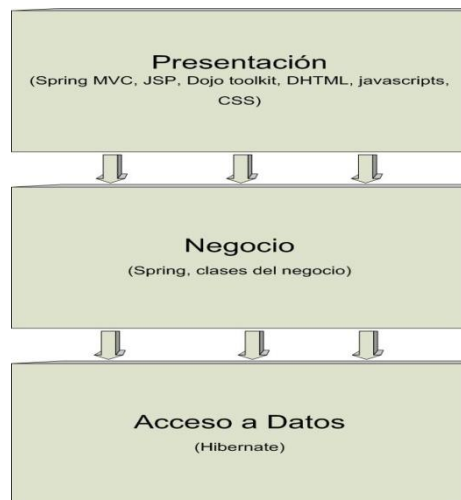 Presentación
(Spring MVC, JSP, Dojo toolkit, DHTML, javascripts,
CSS)
Negocio
(Spring, clases del negocio)
Acceso a Datos
(Hibernate)